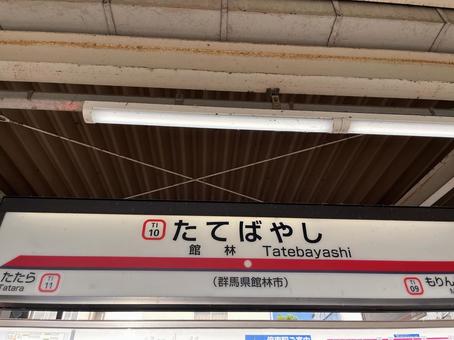 TI
10
たてばやし
館林 Tatebayashi
たたら
Tatara
TI
11
(群馬県館林市)
TI
09
もりん